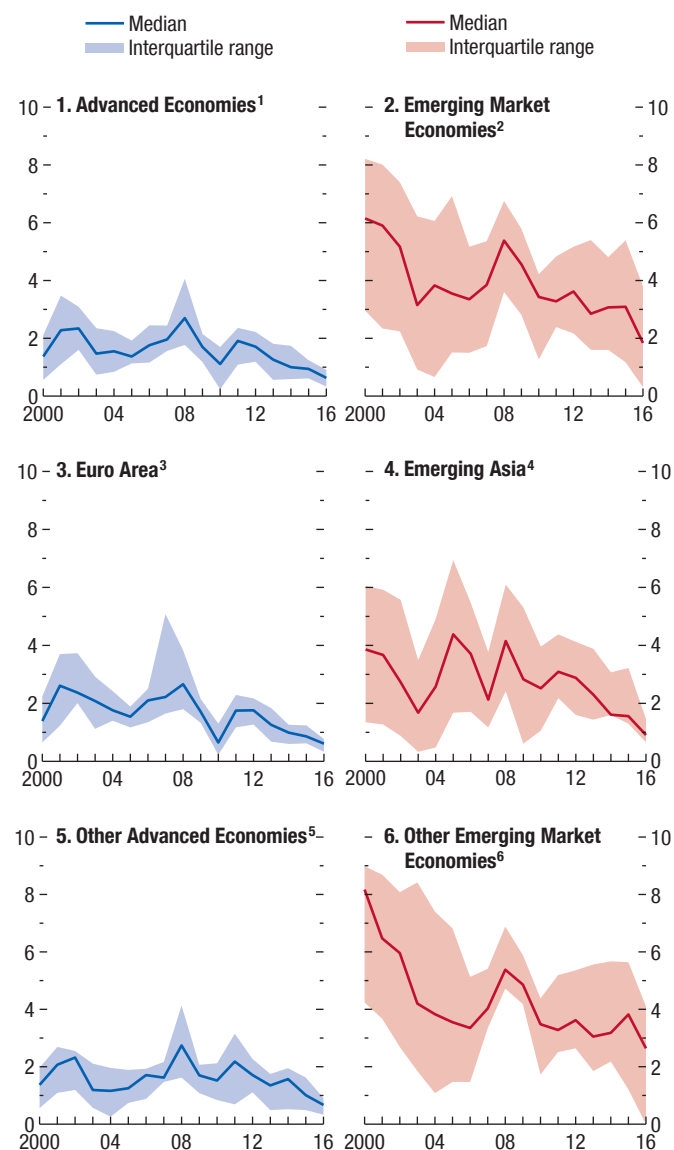 Median
Interquartile range
Median
Interquartile range
1. Advanced Economies¹
10
8
6
4
2
0
2000 04 08 12 16
2. Emerging Market
Economies²
10
8
6
4
2
0
2000 04 08 12 16
3. Euro Area³
10
8
6
4
2
0
2000 04 08 12 16
4. Emerging Asia⁴
10
8
6
4
2
0
2000 04 08 12 16
5. Other Advanced Economies⁵
10
8
6
4
2
0
2000 04 08 12 16
6. Other Emerging Market
Economies⁶
10
8
6
4
2
0
2000 04 08 12 16